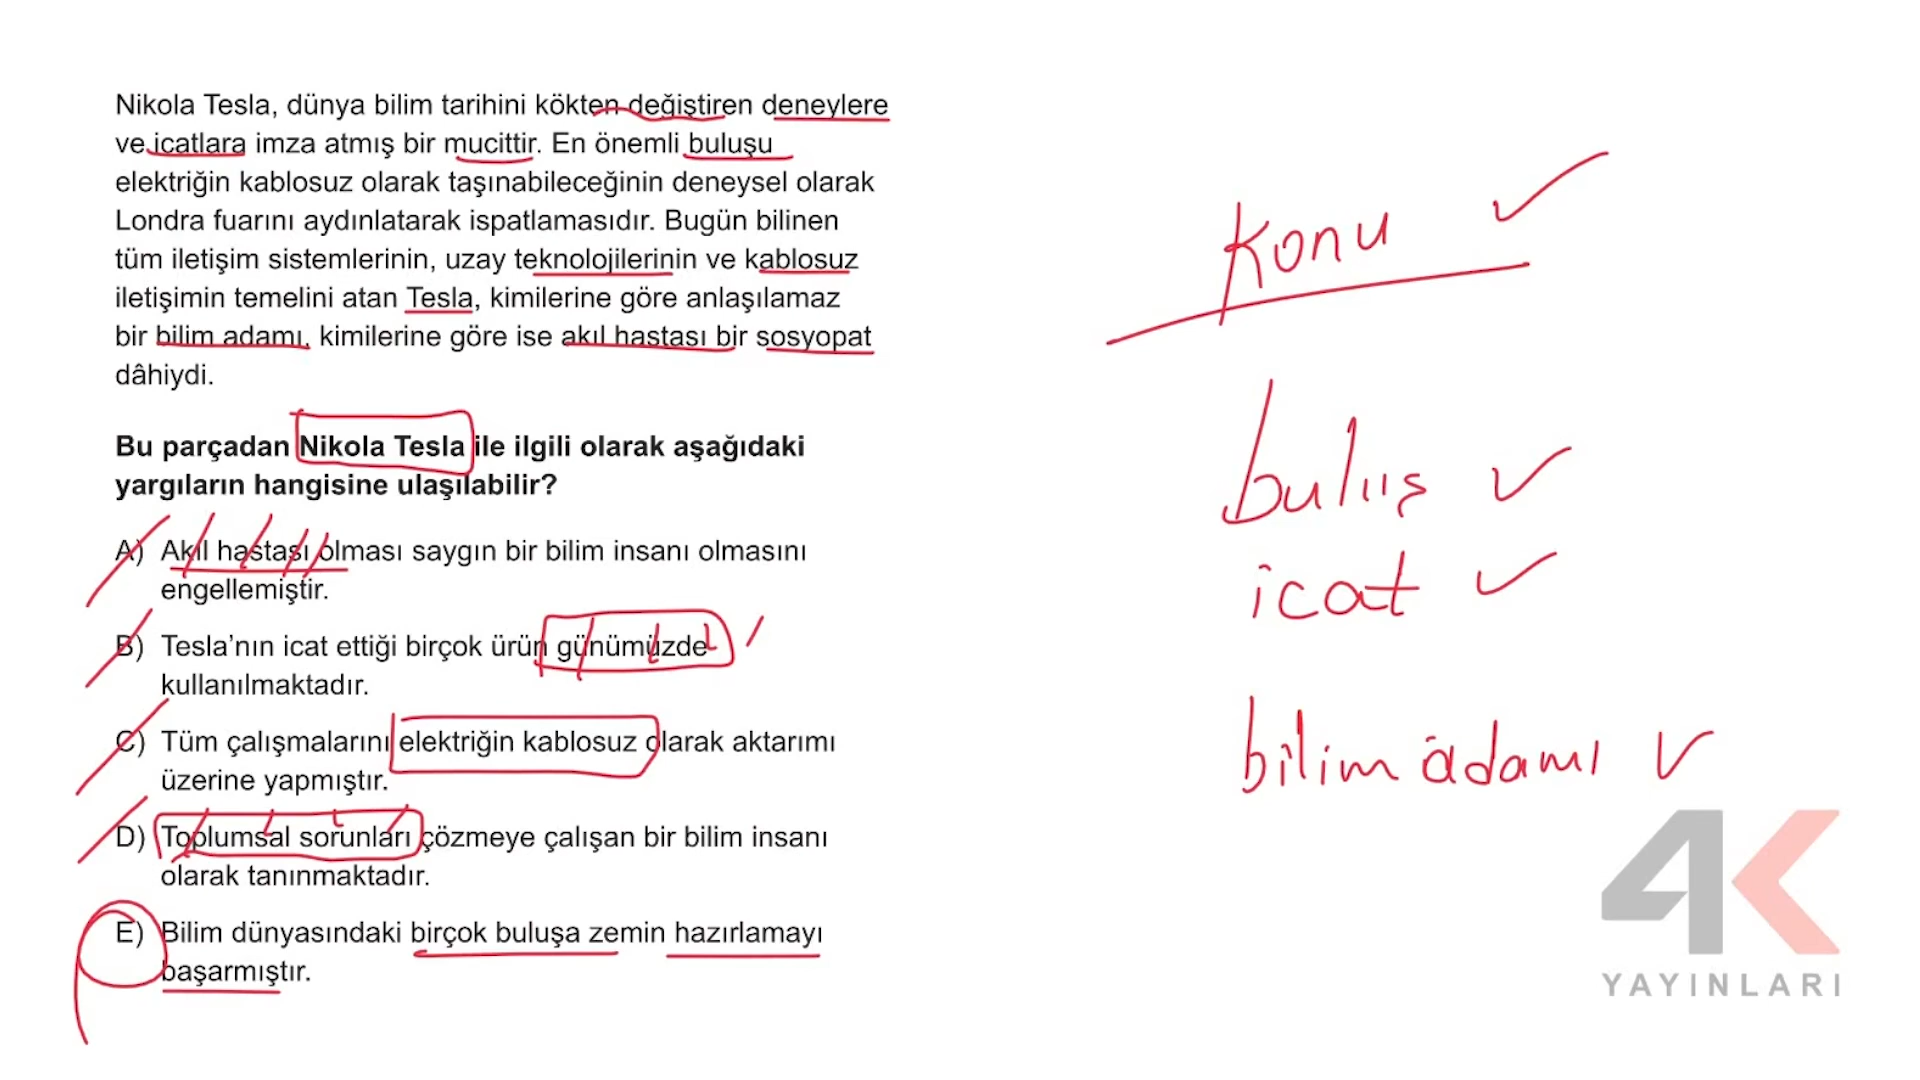 Nikola Tesla, dünya bilim tarihini kökten değiştiren deneylere
ve icatlara imza atmış bir mucittir. En önemli buluşu
elektriğin kablosuz olarak taşınabileceğinin deneysel olarak
Londra fuarını aydınlatarak ispatlamasıdır. Bugün bilinen
tüm iletişim sistemlerinin, uzay teknolojilerinin ve kablosuz
iletişimin temelini atan Tesla, kimilerine göre anlaşılamaz
bir bilim adamı, kimilerine göre ise akıl hastası bir sosyopat
dâhiydi.
Bu parçadan Nikola Tesla ile ilgili olarak aşağıdaki
yargıların hangisine ulaşılabilir?
A) Akıl hastası olması saygın bir bilim insanı olmasını
engellemiştir.
B) Tesla’nın icat ettiği birçok ürün günümüzde
kullanılmaktadır.
C) Tüm çalışmalarını elektriğin kablosuz olarak aktarımı
üzerine yapmıştır.
D) Toplumsal sorunları çözmeye çalışan bir bilim insanı
olarak tanınmaktadır.
E) Bilim dünyasındaki birçok buluşa zemin hazırlamayı
başarmıştır.
Konu
buluş
icat
bilim adamı
4K
YAYINLARI